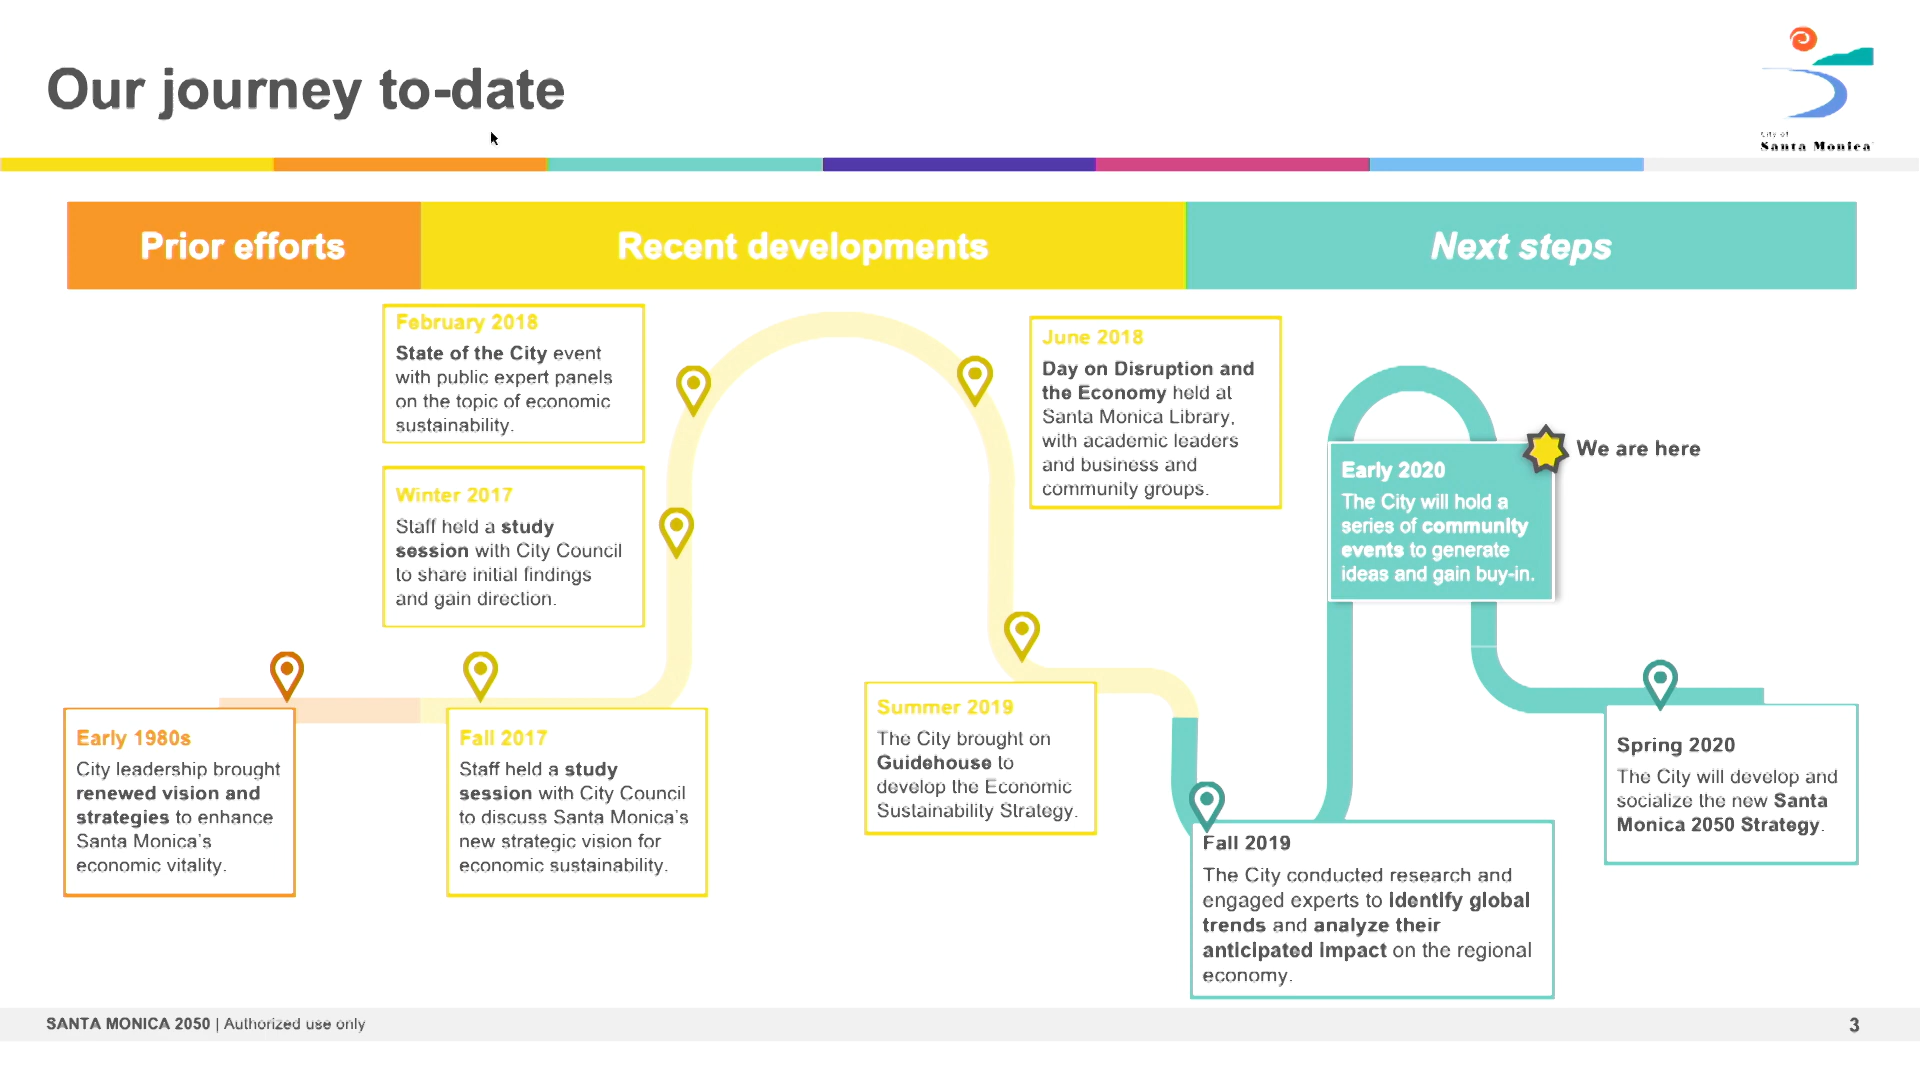 Our journey to-date
City of
Santa Monica
Prior efforts
Recent developments
Next steps
February 2018
State of the City event
with public expert panels
on the topic of economic
sustainability.
Winter 2017
Staff held a study
session with City Council
to share initial findings
and gain direction.
June 2018
Day on Disruption and
the Economy held at
Santa Monica Library,
with academic leaders
and business and
community groups.
Early 2020
The City will hold a
series of community
events to generate
ideas and gain buy-in.
We are here
Early 1980s
City leadership brought
renewed vision and
strategies to enhance
Santa Monica's
economic vitality.
Fall 2017
Staff held a study
session with City Council
to discuss Santa Monica's
new strategic vision for
economic sustainability.
Summer 2019
The City brought on
Guidehouse to
develop the Economic
Sustainability Strategy.
Fall 2019
The City conducted research and
engaged experts to identify global
trends and analyze their
anticipated impact on the regional
economy.
Spring 2020
The City will develop and
socialize the new Santa
Monica 2050 Strategy.
SANTA MONICA 2050 | Authorized use only
3